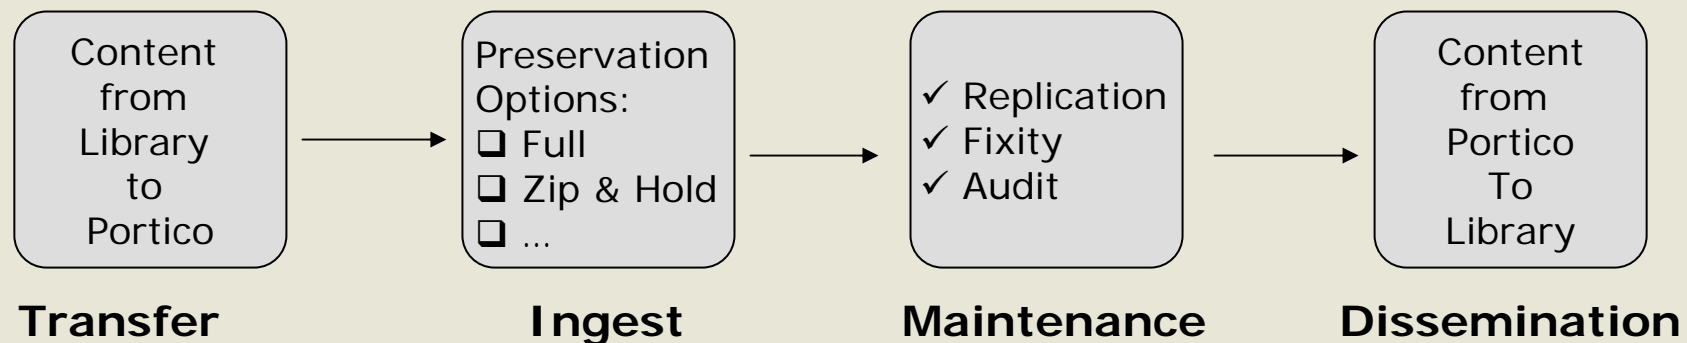 Content
from
Library
to
Portico
Preservation
Options:
❑ Full
❑ Zip & Hold
❑ ...
✓ Replication
✓ Fixity
✓ Audit
Content
from
Portico
To
Library
Transfer
Ingest
Maintenance
Dissemination